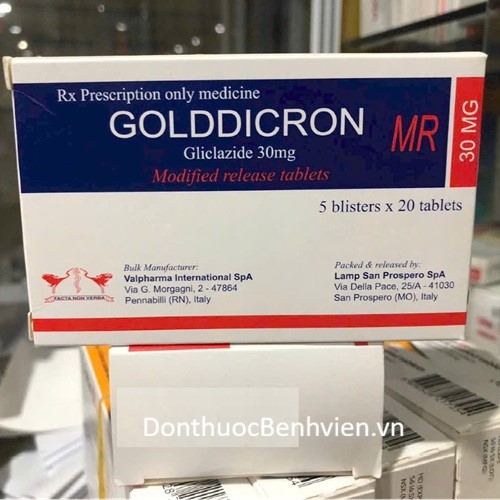 Rx Prescription only medicine
GOLDDICRON MR
Gliclazide 30mg
Modified release tablets
30 MG
5 blisters x 20 tablets
Bulk Manufacturer:
Valpharma International SpA
Via G. Morgagni, 2 - 47864
Pennabilli (RN), Italy
Packed & released by:
Lamp San Prospero SpA
Via Della Pace, 25/A - 41030
San Prospero (MO), Italy
FACTA NON VERBA
DonthuocBenhvien.vn